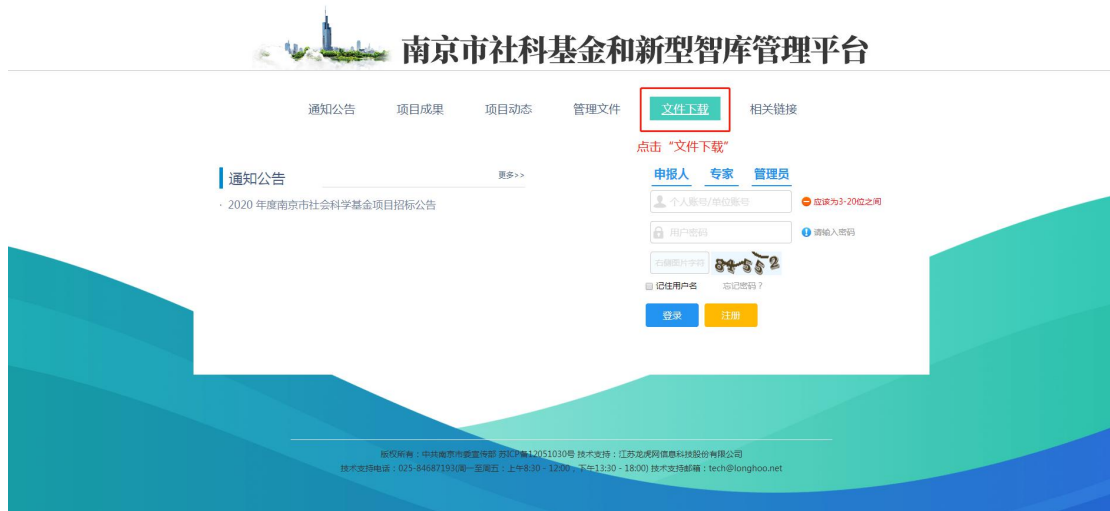 南京市社科基金和新型智库管理平台
通知公告 项目成果 项目动态 管理文件 文件下载 相关链接
点击“文件下载”
通知公告 更多>>
· 2020 年度南京市社会科学基金项目招标公告
申报人 专家 管理员
个人账号/单位账号 应该为3-20位之间
用户密码 请输入密码
右侧图片字符 84552
记住用户名 忘记密码？
登录 注册
版权所有：中共南京市委宣传部 苏ICP备12051030号 技术支持：江苏龙虎网信息科技股份有限公司
技术支持电话：025-84687193(周一至周五：上午8:30 - 12:00，下午13:30 - 18:00) 技术支持邮箱：tech@longhoo.net